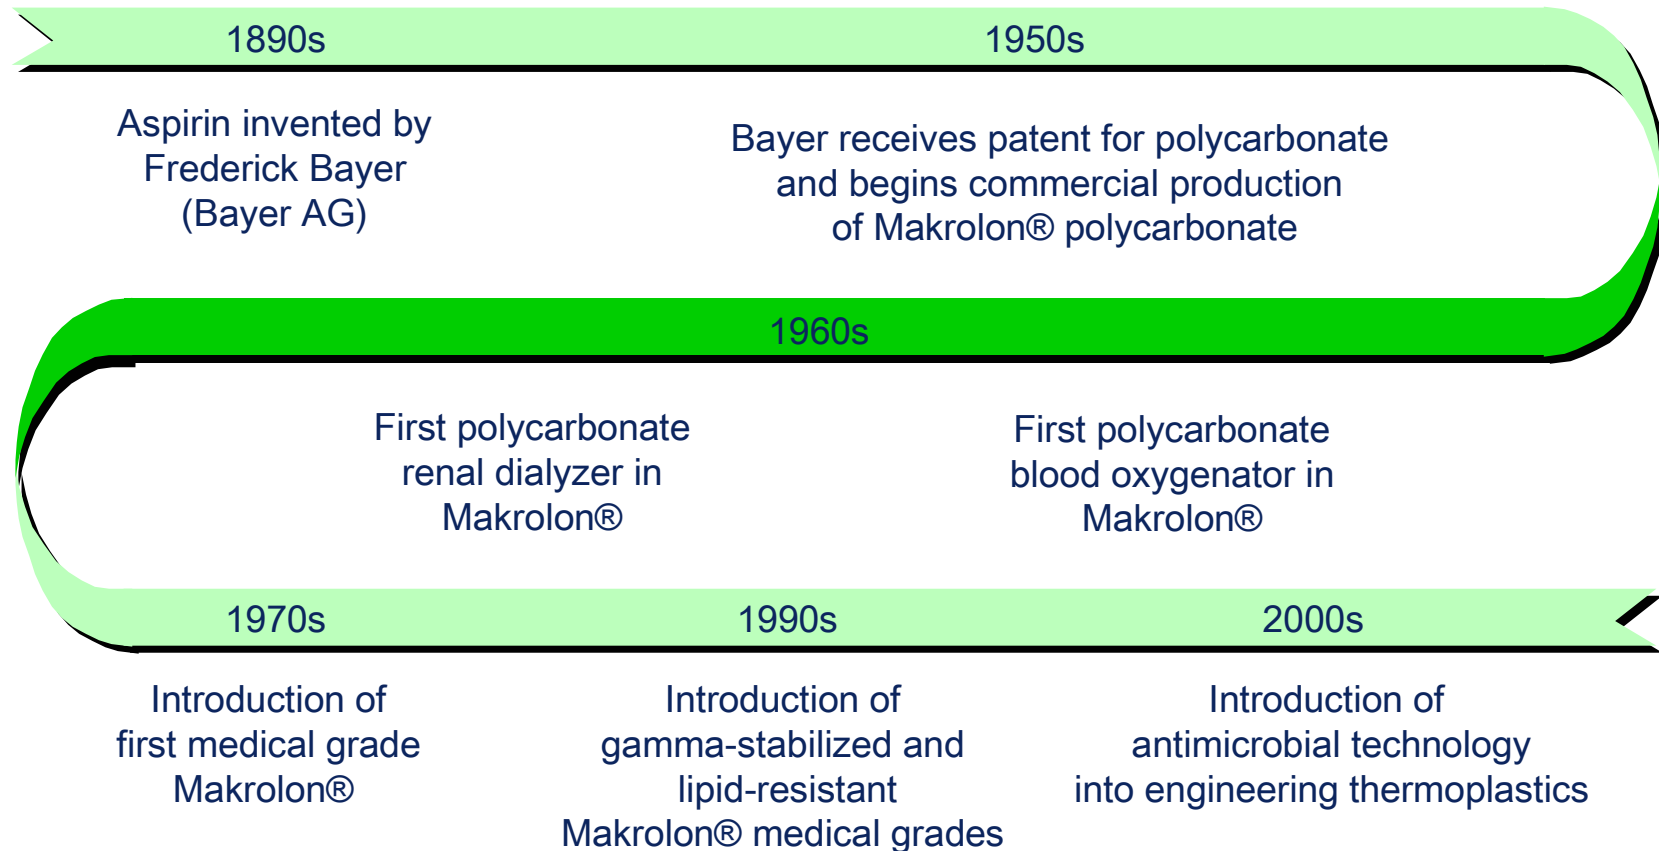 1890s
1950s
Aspirin invented by
Frederick Bayer
(Bayer AG)
Bayer receives patent for polycarbonate
and begins commercial production
of Makrolon® polycarbonate
1960s
First polycarbonate
renal dialyzer in
Makrolon®
First polycarbonate
blood oxygenator in
Makrolon®
1970s
1990s
2000s
Introduction of
first medical grade
Makrolon®
Introduction of
gamma-stabilized and
lipid-resistant
Makrolon® medical grades
Introduction of
antimicrobial technology
into engineering thermoplastics